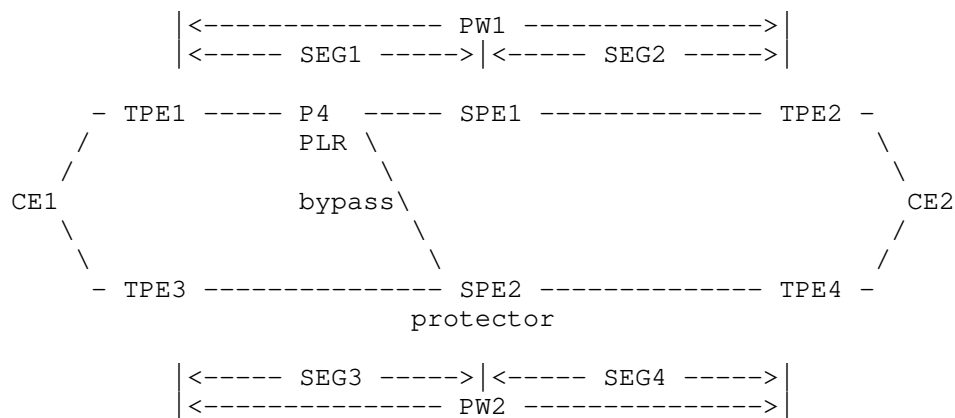 |<-------------- PW1 --------------->|
|<----- SEG1 ----->|<----- SEG2 ----->|
- TPE1 ----- P4 ----- SPE1 -------------- TPE2 -
/ PLR \ \
/ \ \
CE1 bypass\ CE2
\ \ /
\ \ /
- TPE3 --------------- SPE2 -------------- TPE4 -
protector
|<----- SEG3 ----->|<----- SEG4 ----->|
|<-------------- PW2 --------------->|